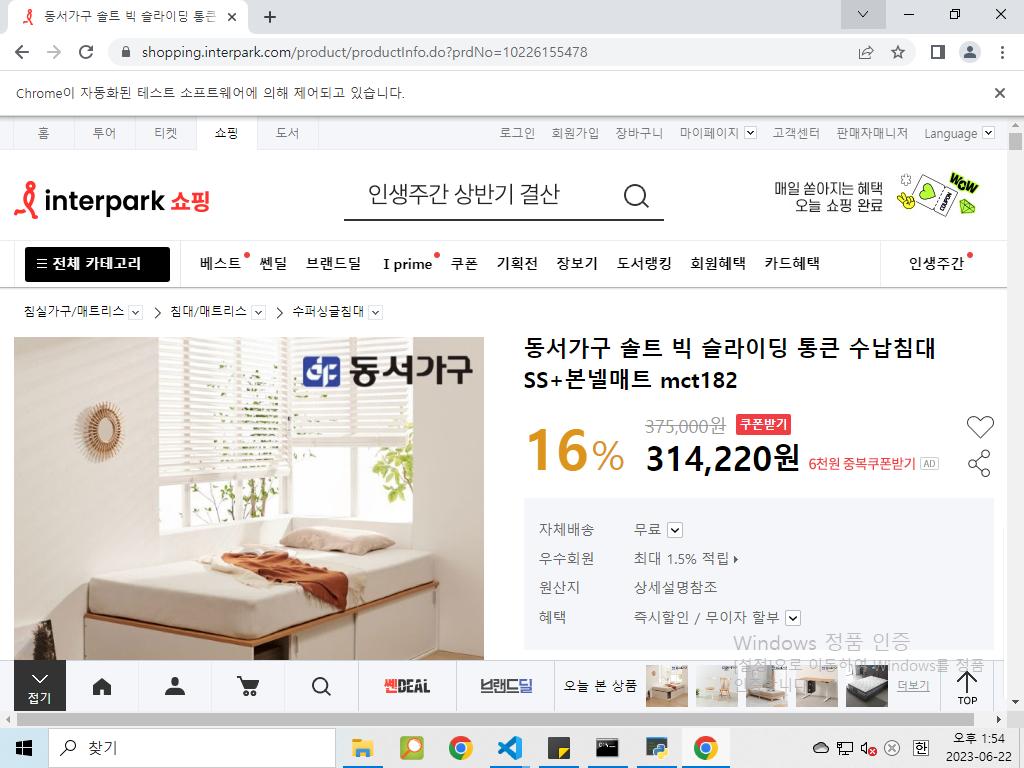 동서가구 솔트 빅 슬라이딩 통큰
shopping.interpark.com/product/productInfo.do?prdNo=10226155478
Chrome이 자동화된 테스트 소프트웨어에 의해 제어되고 있습니다.
홈 투어 티켓 쇼핑 도서 로그인 회원가입 장바구니 마이페이지 고객센터 판매자매니저 Language
interpark 쇼핑
인생주간 상반기 결산
매일 쏟아지는 혜택
오늘 쇼핑 완료
WOW
COUPON
전체 카테고리 베스트 쎈딜 브랜드딜 I prime 쿠폰 기획전 장보기 도서랭킹 회원혜택 카드혜택 인생주간
침실가구/매트리스 침대/매트리스 수퍼싱글침대
동서가구
동서가구 솔트 빅 슬라이딩 통큰 수납침대
SS+본넬매트 mct182
375,000원 쿠폰받기
16% 314,220원 6천원 중복쿠폰받기 AD
자체배송 무료
우수회원 최대 1.5% 적립
원산지 상세설명참조
혜택 즉시할인 / 무이자 할부
Windows 정품 인증
[설정]으로 이동하여 Windows를 정품
인증합니다.
접기 쎈DEAL 브랜드딜 오늘 본 상품 더보기 TOP
찾기
오후 1:54
한
2023-06-22